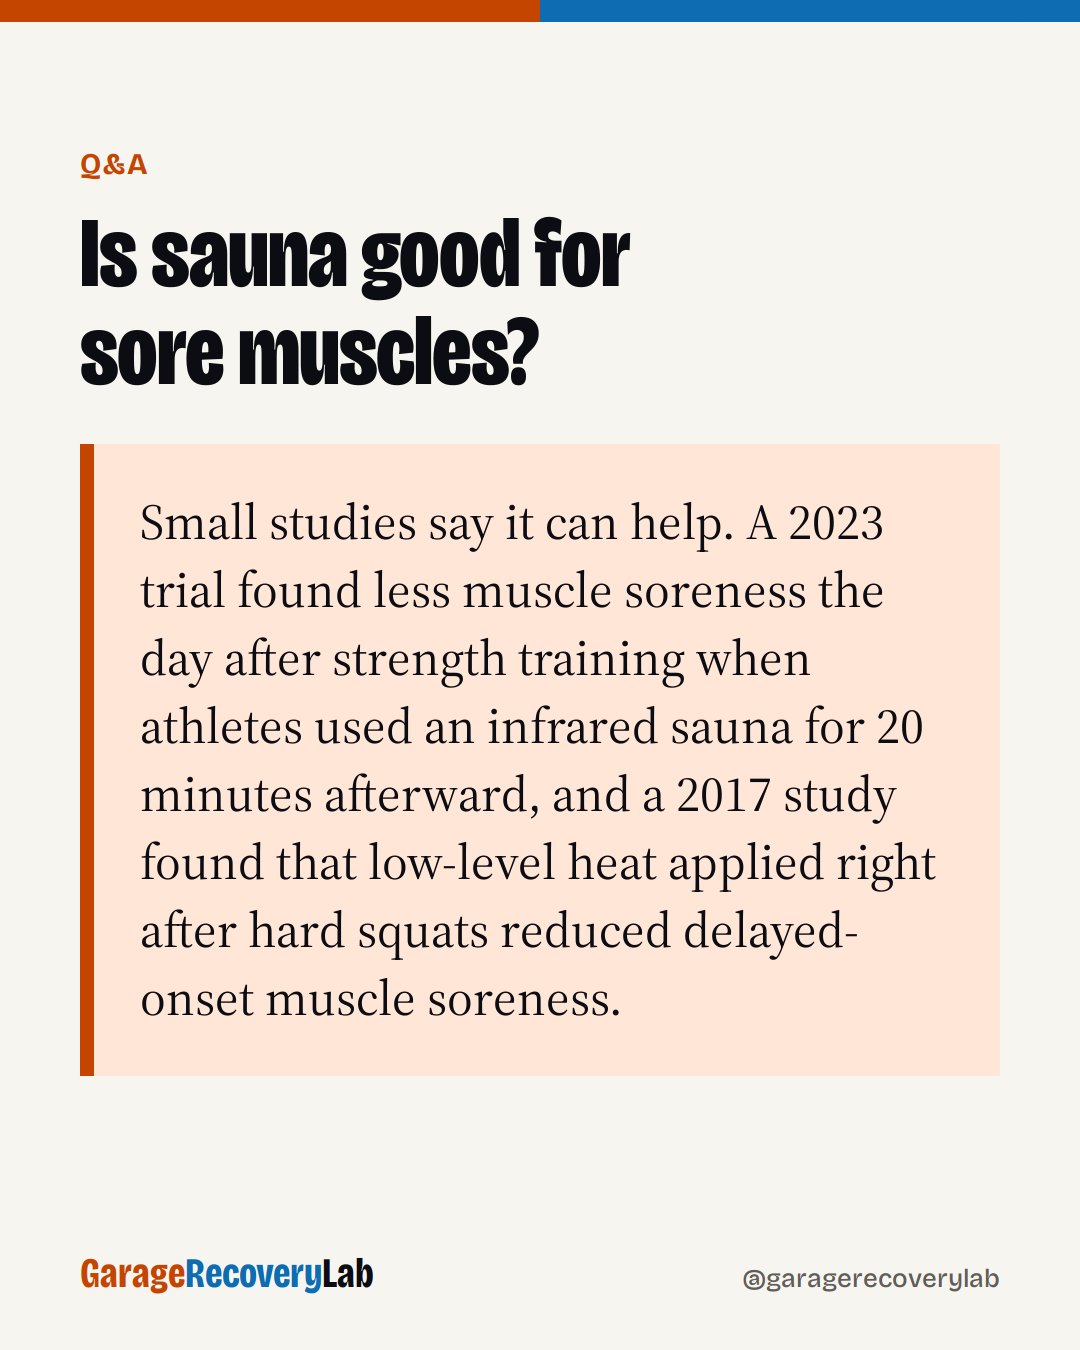 Q&A
Is sauna good for
sore muscles?
Small studies say it can help. A 2023
trial found less muscle soreness the
day after strength training when
athletes used an infrared sauna for 20
minutes afterward, and a 2017 study
found that low-level heat applied right
after hard squats reduced delayed-
onset muscle soreness.
GarageRecoveryLab
@garagerecoverylab